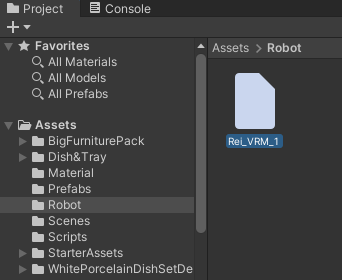 Project
Console
Favorites
All Materials
All Models
All Prefabs
Assets
BigFurniturePack
Dish&Tray
Material
Prefabs
Robot
Scenes
Scripts
StarterAssets
WhitePorcelainDishSetDe
Assets > Robot
Rei_VRM_1